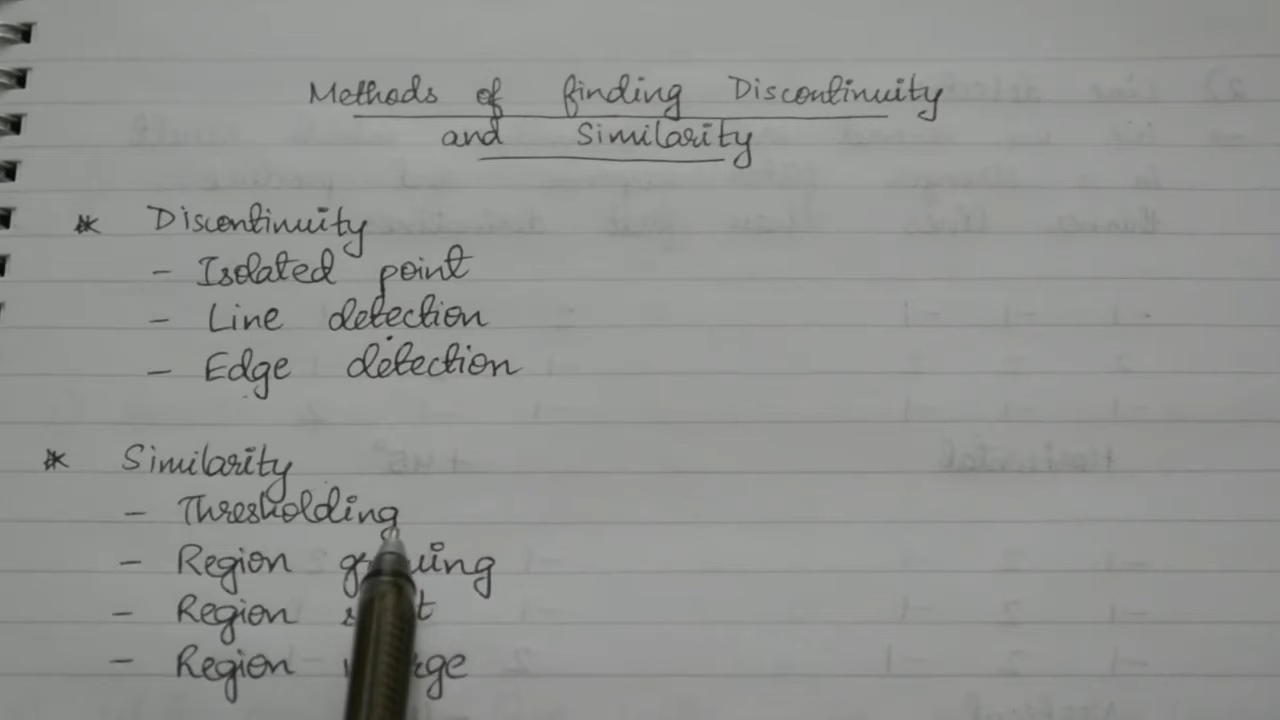 Methods of finding Discontinuity
and Similarity
* Discontinuity
- Isolated point
- Line detection
- Edge detection
* Similarity
- Thresholding
- Region
- Region
- Region